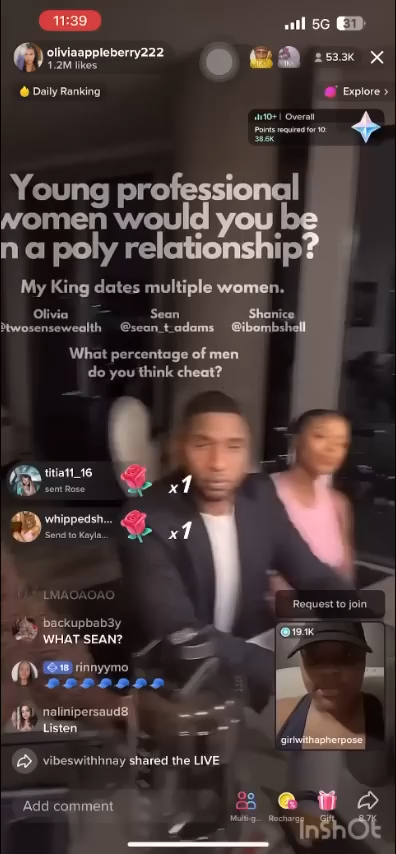 11:39
5G 31
oliviaappleberry222
1.2M likes
53.3K
Daily Ranking
Explore
10+ | Overall
Points required for 10:
38.6K
Young professional
women would you be
n a poly relationship?
My King dates multiple women.
Olivia Sean Shanice
@twosensewealth @sean_t_adams @ibombshell
What percentage of men
do you think cheat?
titia11_16
sent Rose
x1
whippedsh...
Send to Kayla...
x1
LMAOAOAO
backupbab3y
WHAT SEAN?
18 rinnyymo
nalinipersaud8
Listen
vibeswithhnay shared the LIVE
Request to join
19.1K
girlwithapherpose
Add comment
Multi-g...
Recharge
Gift
8.7K
InShOt